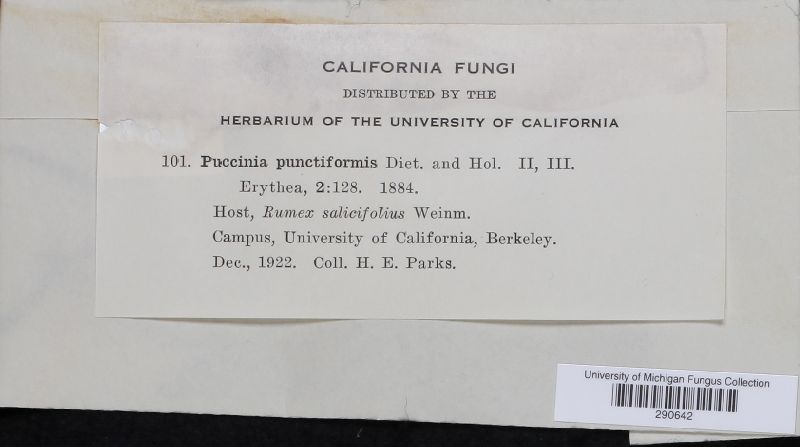 CALIFORNIA FUNGI
DISTRIBUTED BY THE
HERBARIUM OF THE UNIVERSITY OF CALIFORNIA
101. Puccinia punctiformis Diet. and Hol. II, III.
Erythea, 2:128. 1884.
Host, Rumex salicifolius Weinm.
Campus, University of California, Berkeley.
Dec., 1922. Coll. H. E. Parks.
University of Michigan Fungus Collection
290642